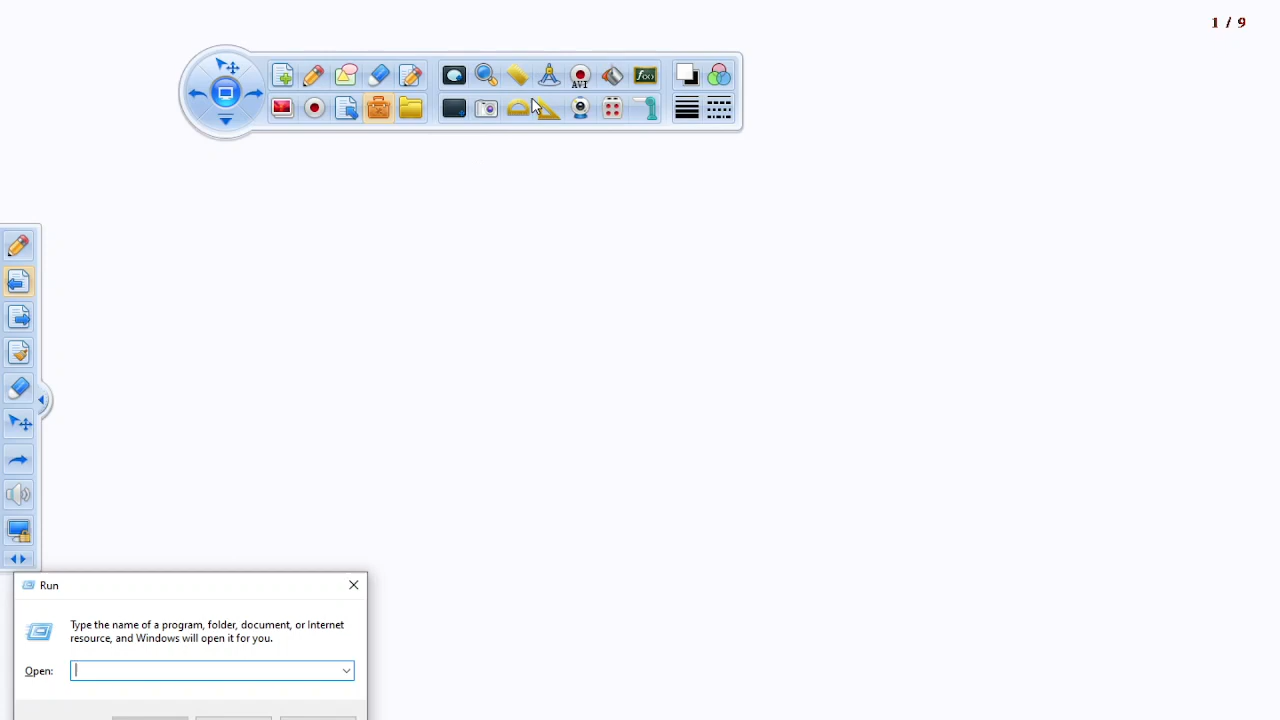 1 / 9
AVI
f(x)
Run
Type the name of a program, folder, document, or Internet
resource, and Windows will open it for you.
Open: